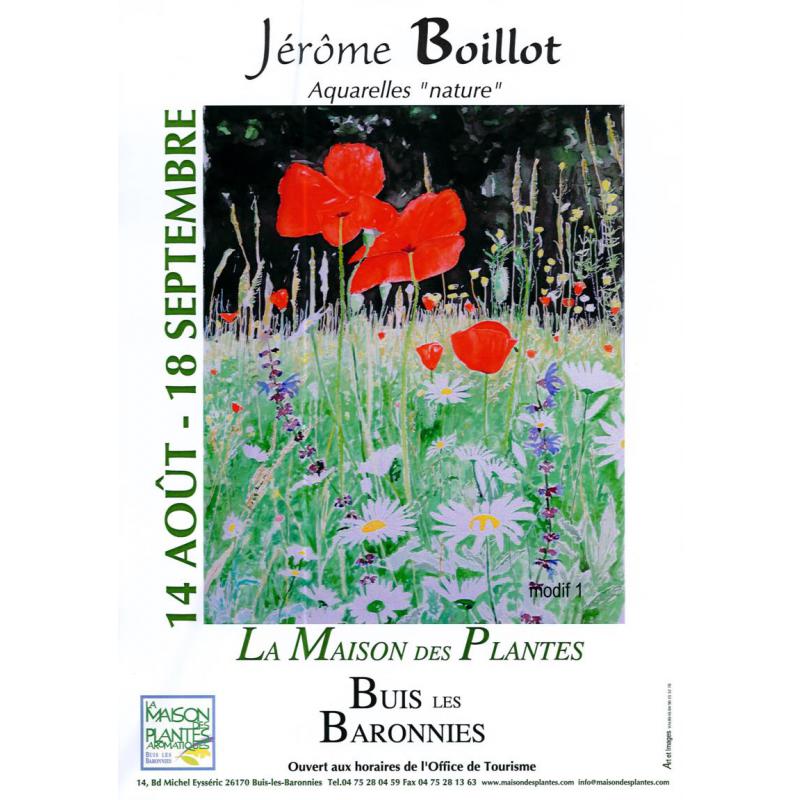 Jérôme Boillot
Aquarelles "nature"
14 AOÛT - 18 SEPTEMBRE
modif 1
LA MAISON DES PLANTES
BUIS LES
BARONNIES
LA
MAISON
DES
PLANTES
AROMATIQUES
BUIS LES
BARONNIES
Art et Images
Ouvert aux horaires de l'Office de Tourisme
14, Bd Michel Eysséric 26170 Buis-les-Baronnies Tel.04 75 28 04 59 Fax 04 75 28 13 63 www.maisondesplantes.com info@maisondesplantes.com